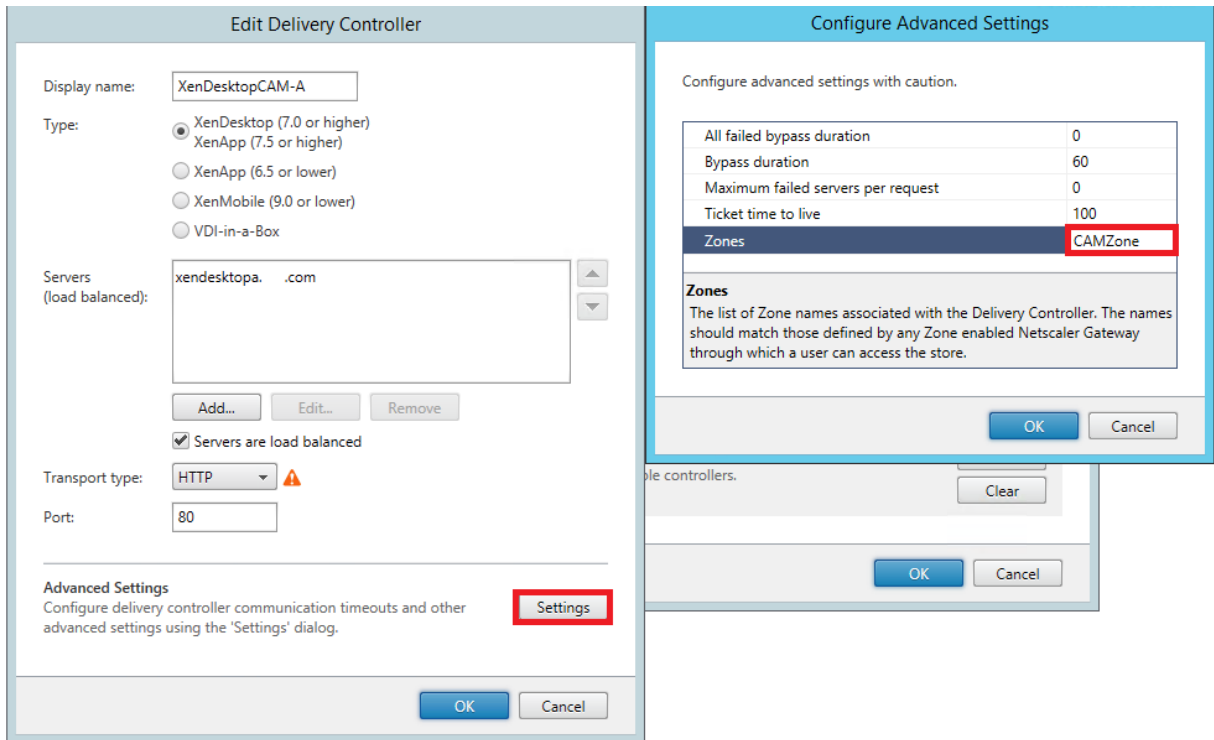 Edit Delivery Controller
Display name: XenDesktopCAM-A
Type: XenDesktop (7.0 or higher)
XenApp (7.5 or higher)
XenApp (6.5 or lower)
XenMobile (9.0 or lower)
VDI-in-a-Box
Servers
(load balanced):
xendesktopa. .com
Add... Edit... Remove
Servers are load balanced
Transport type: HTTP
Port: 80
Advanced Settings
Configure delivery controller communication timeouts and other
advanced settings using the 'Settings' dialog.
Settings
OK Cancel
Configure Advanced Settings
Configure advanced settings with caution.
All failed bypass duration 0
Bypass duration 60
Maximum failed servers per request 0
Ticket time to live 100
Zones CAMZone
Zones
The list of Zone names associated with the Delivery Controller. The names
should match those defined by any Zone enabled Netscaler Gateway
through which a user can access the store.
OK Cancel
controllers.
Clear
OK Cancel